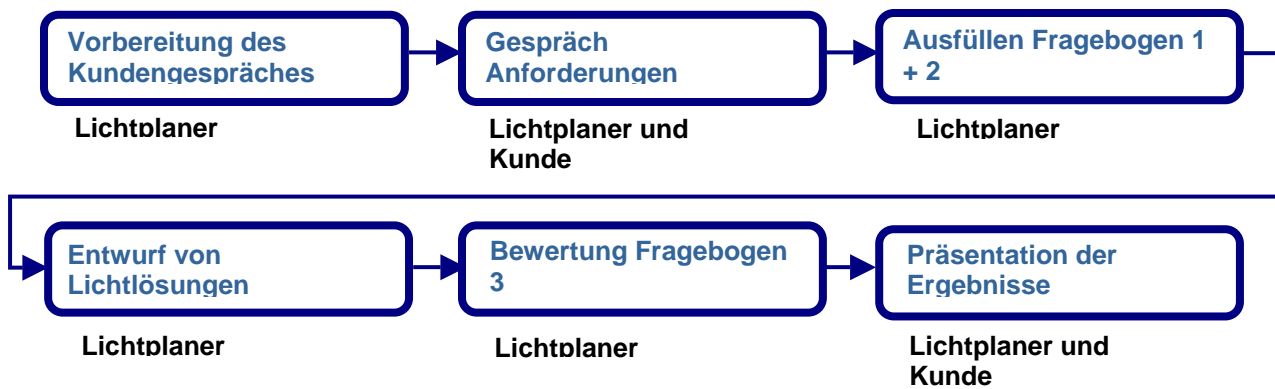 Vorbereitung des
Kundengespräches
Gespräch
Anforderungen
Ausfüllen Fragebogen 1
+ 2
Lichtplaner
Lichtplaner und
Kunde
Lichtplaner
Entwurf von
Lichtlösungen
Bewertung Fragebogen
3
Präsentation der
Ergebnisse
Lichtplaner
Lichtplaner
Lichtplaner und
Kunde